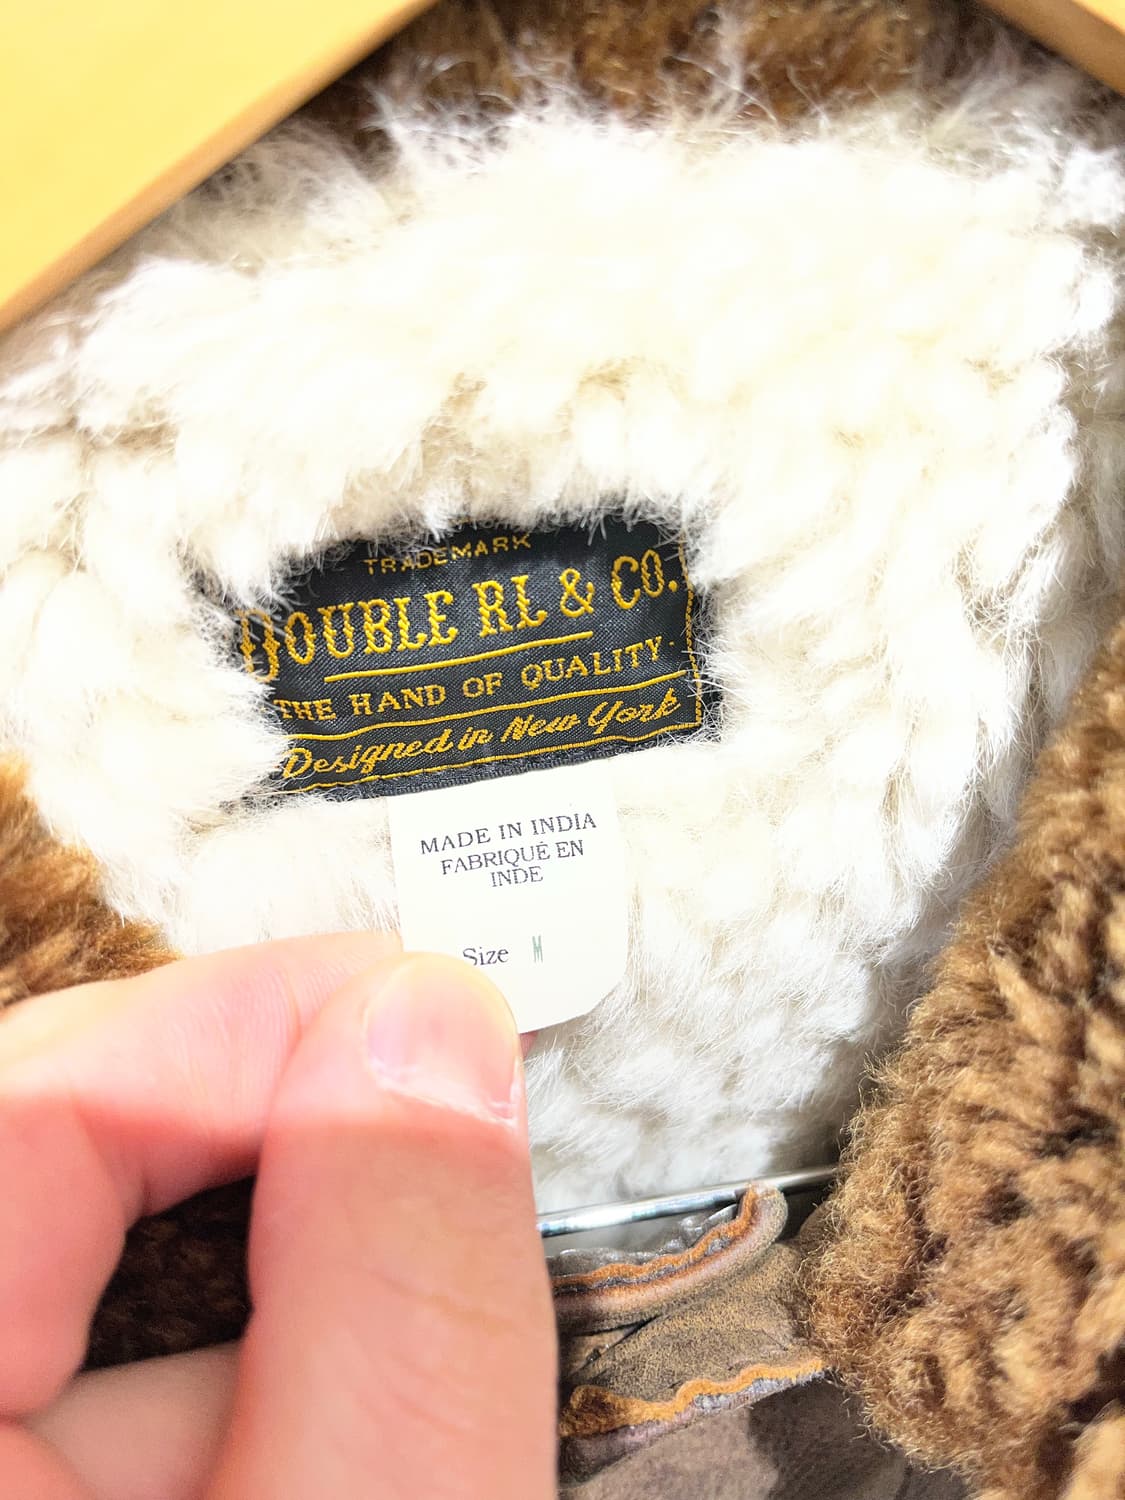 TRADEMARK
DOUBLE RL & CO.
THE HAND OF QUALITY.
Designed in New York
MADE IN INDIA
FABRIQUÉ EN
INDE
Size M